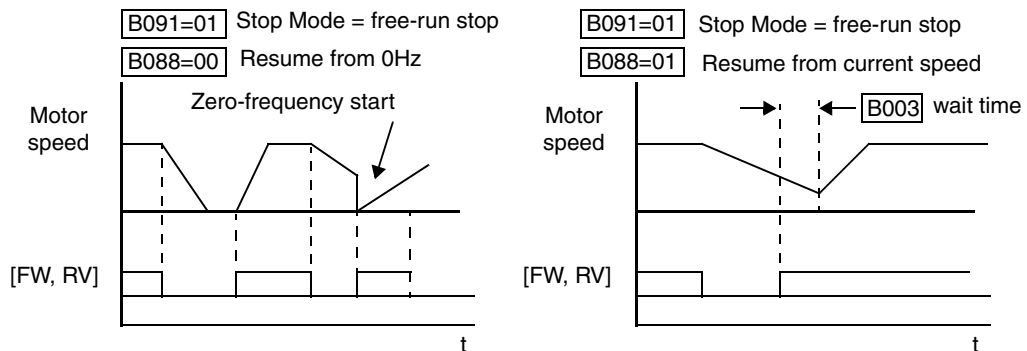 B091=01 Stop Mode = free-run stop
B088=00 Resume from 0Hz
Zero-frequency start
Motor
speed
[FW, RV]
t
B091=01 Stop Mode = free-run stop
B088=01 Resume from current speed
B003 wait time
Motor
speed
[FW, RV]
t